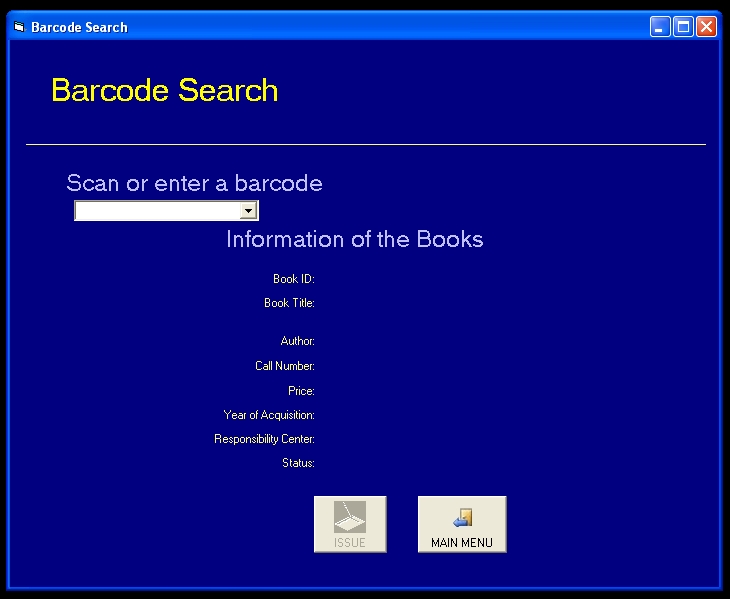 Barcode Search
Barcode Search
Scan or enter a barcode
Information of the Books
Book ID:
Book Title:
Author:
Call Number:
Price:
Year of Acquisition:
Responsibility Center:
Status:
ISSUE
MAIN MENU